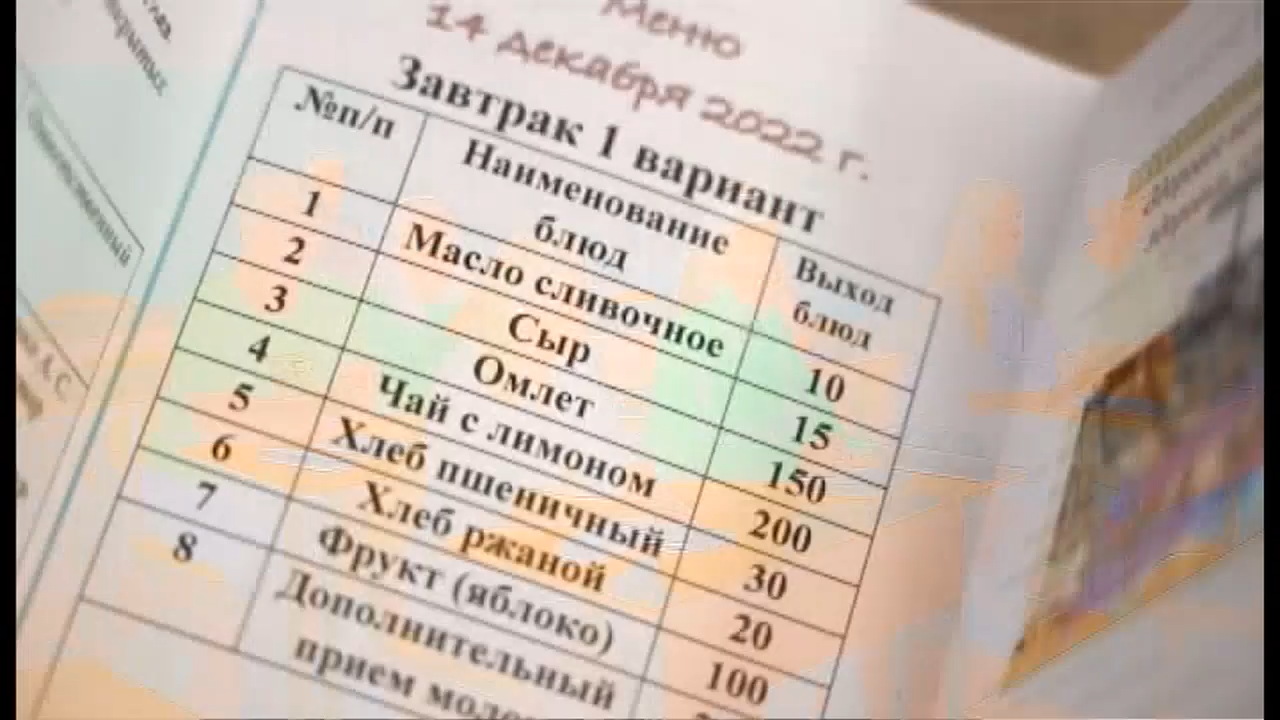 Меню
14 декабря 2022 г.
Завтрак 1 вариант
№п/п Наименование блюд Выход блюд
1 Масло сливочное 10
2 Сыр 15
3 Омлет 150
4 Чай с лимоном 200
5 Хлеб пшеничный 30
6 Хлеб ржаной 20
7 Фрукт (яблоко) 100
8 Дополнительный
прием